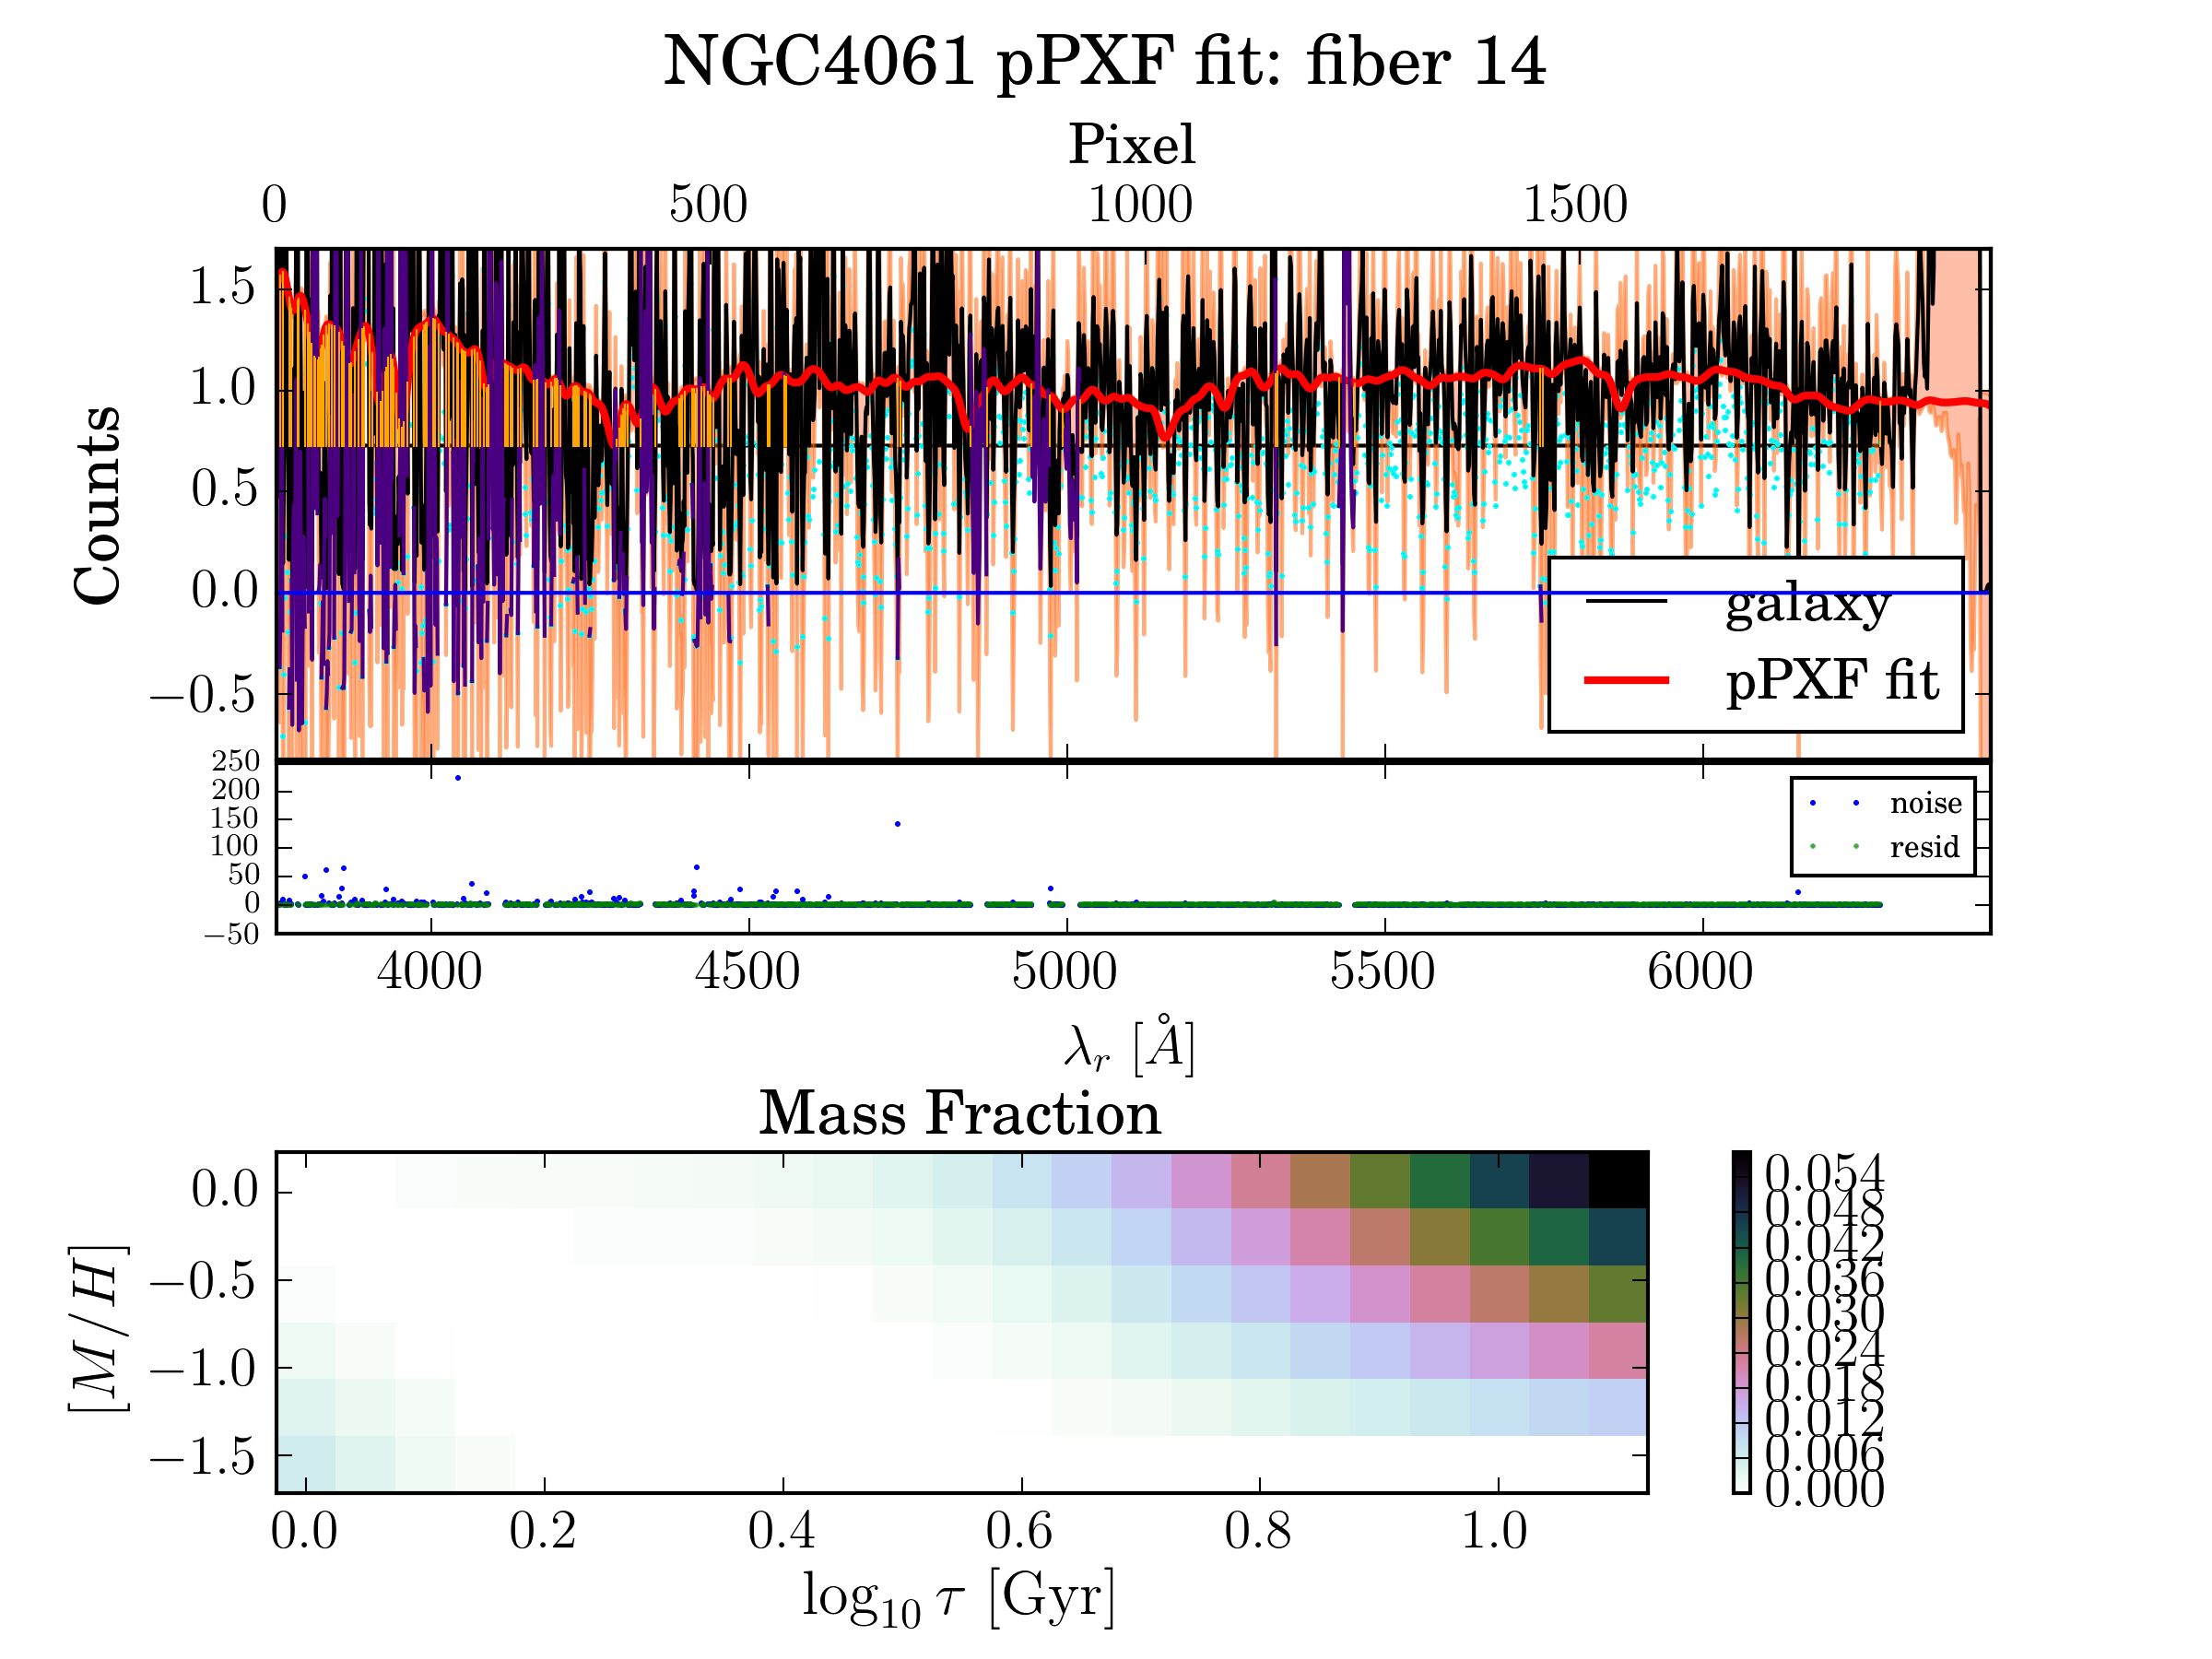 NGC4061 pPXF fit: fiber 14
Pixel
0 500 1000 1500
1.5
1.0
0.5
0.0
−0.5
Counts
galaxy
pPXF fit
250
200
150
100
50
0
−50
noise
resid
4000 4500 5000 5500 6000
λr [Å]
Mass Fraction
0.0
−0.5
−1.0
−1.5
[M/H]
0.0 0.2 0.4 0.6 0.8 1.0
log10 τ [Gyr]
0.054
0.048
0.042
0.036
0.030
0.024
0.018
0.012
0.006
0.000